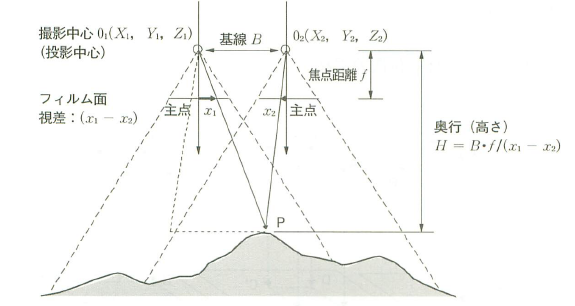 撮影中心 0₁(X₁, Y₁, Z₁)
(投影中心)
基線 B
0₂(X₂, Y₂, Z₂)
焦点距離 f
フィルム面
視差:(x₁ − x₂)
主点 x₁
x₂ 主点
奥行(高さ)
H = B・f/(x₁ − x₂)
P